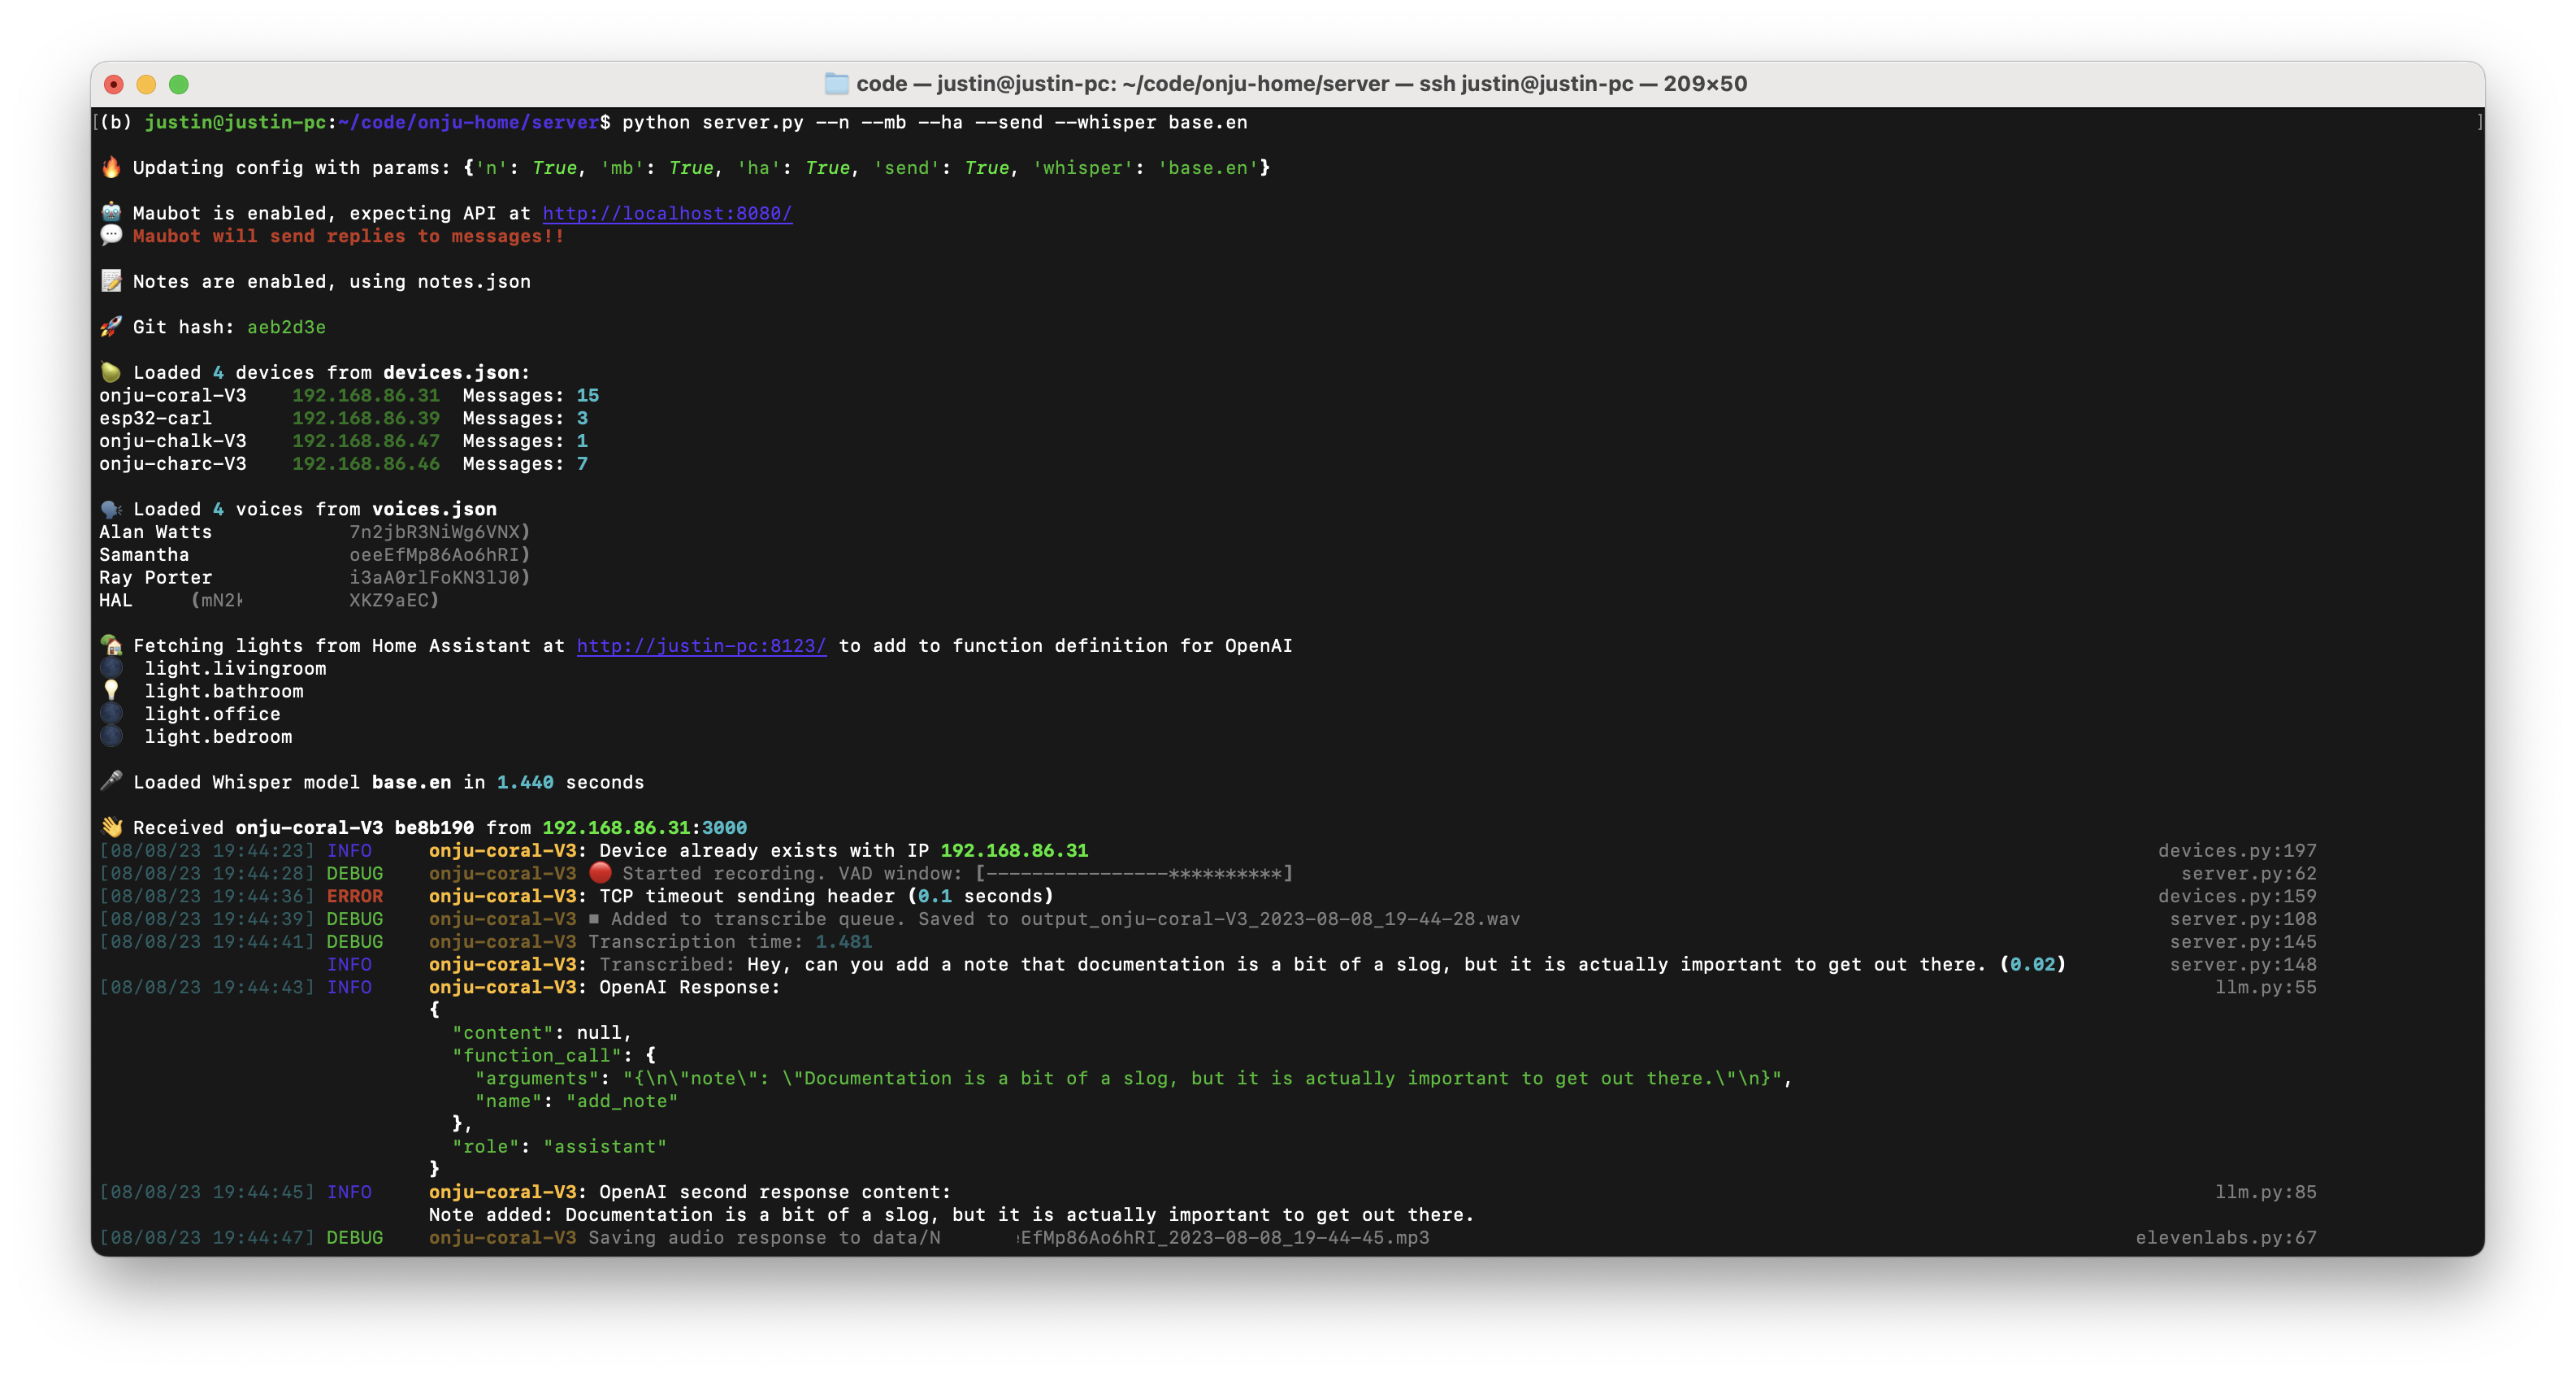 code — justin@justin-pc: ~/code/onju-home/server — ssh justin@justin-pc — 209×50
[(b) justin@justin-pc:~/code/onju-home/server$ python server.py --n --mb --ha --send --whisper base.en ]
🔥 Updating config with params: {'n': True, 'mb': True, 'ha': True, 'send': True, 'whisper': 'base.en'}
🤖 Maubot is enabled, expecting API at http://localhost:8080/
💬 Maubot will send replies to messages!!
📝 Notes are enabled, using notes.json
🚀 Git hash: aeb2d3e
🍐 Loaded 4 devices from devices.json:
onju-coral-V3 192.168.86.31 Messages: 15
esp32-carl 192.168.86.39 Messages: 3
onju-chalk-V3 192.168.86.47 Messages: 1
onju-charc-V3 192.168.86.46 Messages: 7
🗣 Loaded 4 voices from voices.json
Alan Watts 7n2jbR3NiWg6VNX)
Samantha oeeEfMp86Ao6hRI)
Ray Porter i3aA0rlFoKN3lJ0)
HAL (mN2 XKZ9aEC)
🏡 Fetching lights from Home Assistant at http://justin-pc:8123/ to add to function definition for OpenAI
🌑 light.livingroom
💡 light.bathroom
🌑 light.office
🌑 light.bedroom
🎤 Loaded Whisper model base.en in 1.440 seconds
👋 Received onju-coral-V3 be8b190 from 192.168.86.31:3000
[08/08/23 19:44:23] INFO onju-coral-V3: Device already exists with IP 192.168.86.31 devices.py:197
[08/08/23 19:44:28] DEBUG onju-coral-V3 🔴 Started recording. VAD window: [----------------**********] server.py:62
[08/08/23 19:44:36] ERROR onju-coral-V3: TCP timeout sending header (0.1 seconds) devices.py:159
[08/08/23 19:44:39] DEBUG onju-coral-V3 ◾ Added to transcribe queue. Saved to output_onju-coral-V3_2023-08-08_19-44-28.wav server.py:108
[08/08/23 19:44:41] DEBUG onju-coral-V3 Transcription time: 1.481 server.py:145
INFO onju-coral-V3: Transcribed: Hey, can you add a note that documentation is a bit of a slog, but it is actually important to get out there. (0.02) server.py:148
[08/08/23 19:44:43] INFO onju-coral-V3: OpenAI Response: llm.py:55
{
"content": null,
"function_call": {
"arguments": "{\n\"note\": \"Documentation is a bit of a slog, but it is actually important to get out there.\"\n}",
"name": "add_note"
},
"role": "assistant"
}
[08/08/23 19:44:45] INFO onju-coral-V3: OpenAI second response content: llm.py:85
Note added: Documentation is a bit of a slog, but it is actually important to get out there.
[08/08/23 19:44:47] DEBUG onju-coral-V3 Saving audio response to data/N EfMp86Ao6hRI_2023-08-08_19-44-45.mp3 elevenlabs.py:67